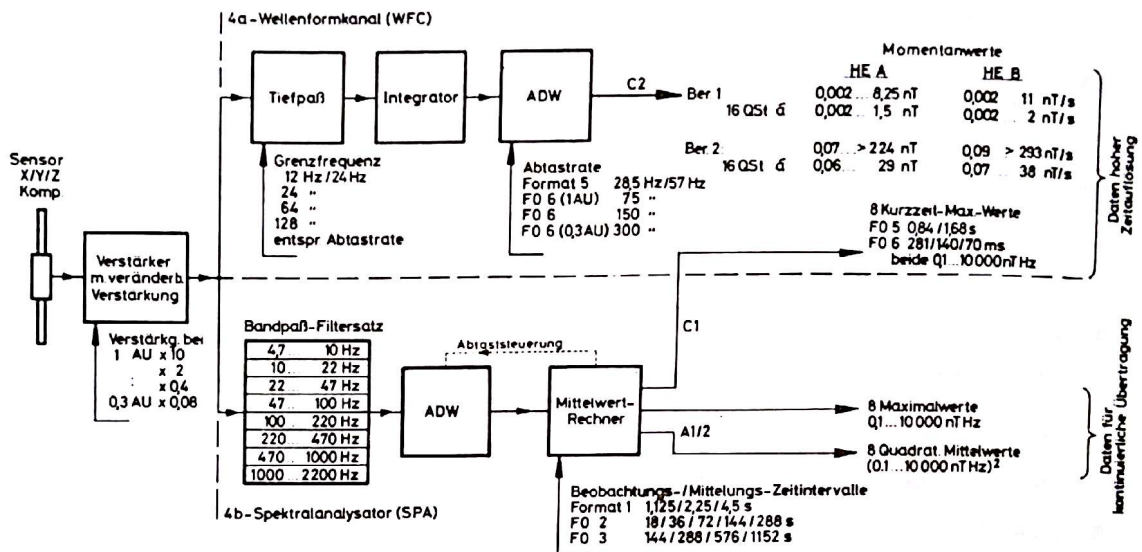 4a-Wellenformkanal (WFC)
Tiefpaß
Integrator
ADW
C2
Momentanwerte
HE A
HE B
Ber. 1
0,002 ... 8,25 nT
0,002 ... 11 nT/s
16 QSt á
0,002 .. 1,5 nT
0,002 .. 2 nT/s
Ber. 2:
0,07 ... > 224 nT
0,09 > 293 nT/s
16 QSt á
0,06 ... 29 nT
0,07 ... 38 nT/s
Daten hoher
Zeitauflösung
Grenzfrequenz
12 Hz/24 Hz
24 "
64 "
128 "
entspr Abtastrate
Abtastrate
Format 5 28,5 Hz/57 Hz
FO 6 (1AU) 75 "
FO 6 150 "
FO 6 (0,3 AU) 300 "
8 Kurzzeit-Max.-Werte
FO 5 0,84/1,68 s
FO 6 281/140/70 ms
beide 0,1...10 000 nT Hz
Sensor
X/Y/Z
Komp.
Verstärker
m. veränderb.
Verstärkung
Verstärkg. bei
1 AU x 10
x 2
: x 0,4
0,3 AU x 0,08
C1
Bandpaß-Filtersatz
4,7 ... 10 Hz
10 ... 22 Hz
22 ... 47 Hz
47 ... 100 Hz
100 ... 220 Hz
220 ... 470 Hz
470 ... 1000 Hz
1000 ... 2200 Hz
Abtaststeuerung
ADW
Mittelwert-
Rechner
A1/2
8 Maximalwerte
0,1...10 000 nT Hz
8 Quadrat. Mittelwerte
(0,1...10 000 nT Hz)²
Daten für
kontinuierliche Übertragung
Beobachtungs-/Mittelungs-Zeitintervalle
Format 1 1,125/2,25/4,5 s
FO 2 18/36/72/144/288 s
FO 3 144/288/576/1152 s
4b-Spektralanalysator (SPA)